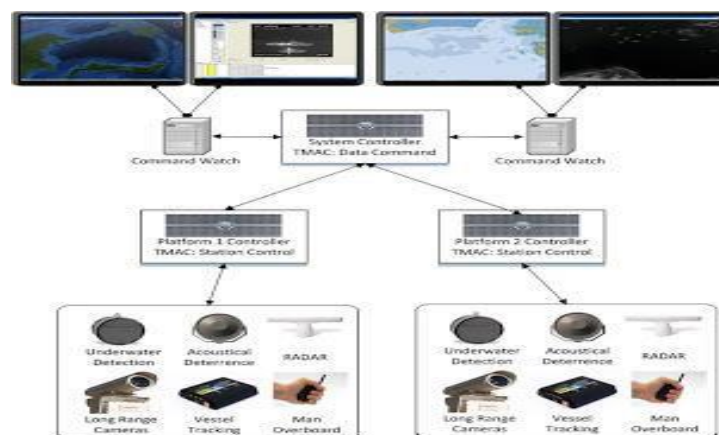 System Controller
TMAC: Data Command
Command Watch
Command Watch
Platform 1 Controller
TMAC: Station Control
Platform 2 Controller
TMAC: Station Control
Underwater
Detection
Acoustical
Deterrence
RADAR
Long Range
Cameras
Vessel
Tracking
Man
Overboard
Underwater
Detection
Acoustical
Deterrence
RADAR
Long Range
Cameras
Vessel
Tracking
Man
Overboard